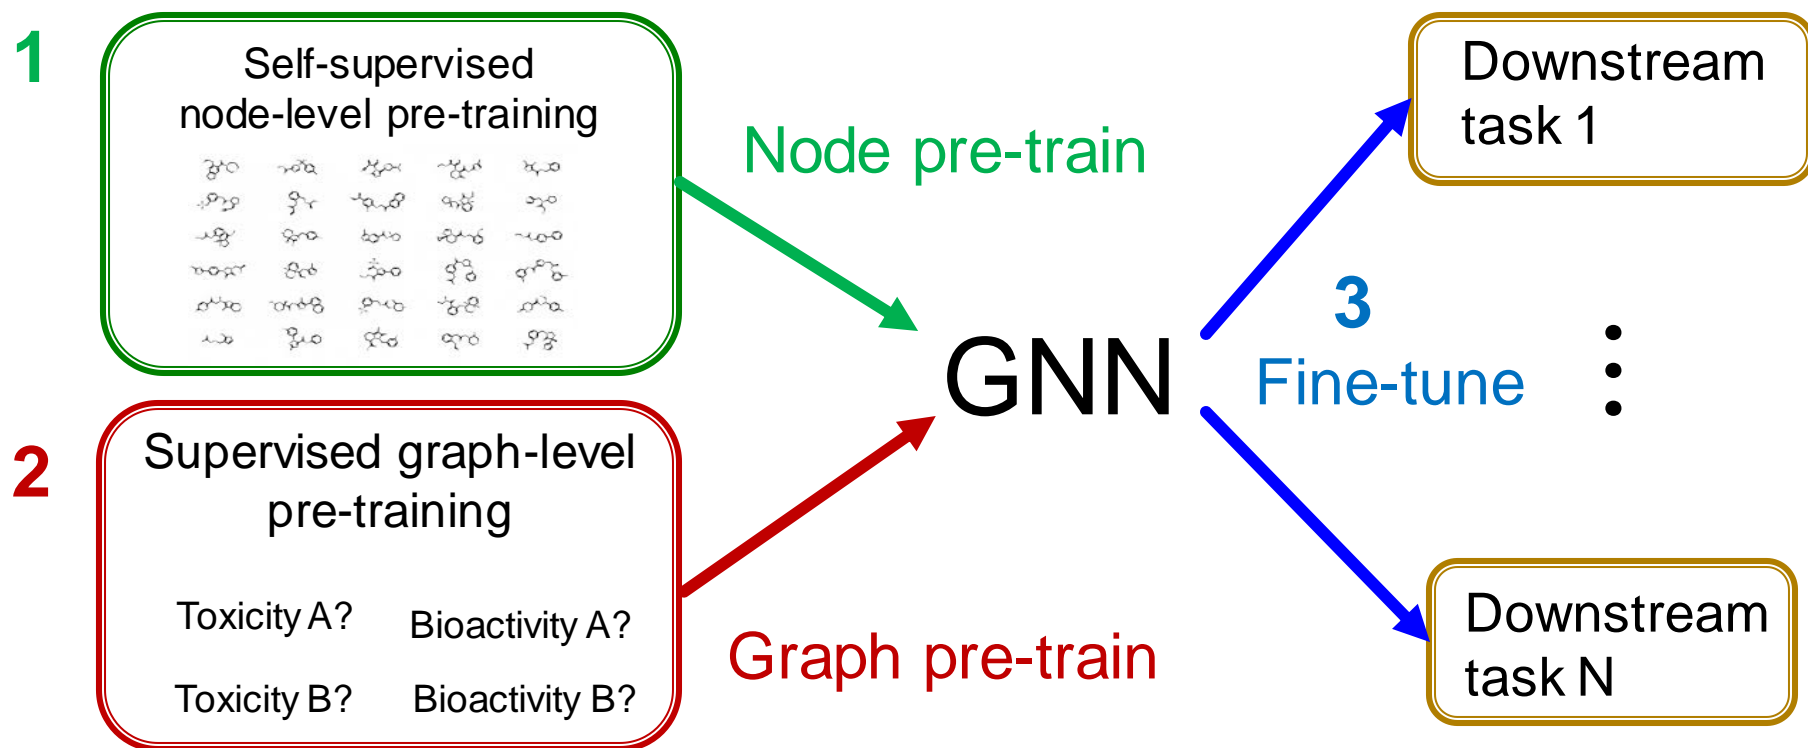 1
Self-supervised
node-level pre-training
Node pre-train
2
Supervised graph-level
pre-training
Toxicity A?
Bioactivity A?
Toxicity B?
Bioactivity B?
Graph pre-train
GNN
3
Fine-tune
Downstream
task 1
Downstream
task N